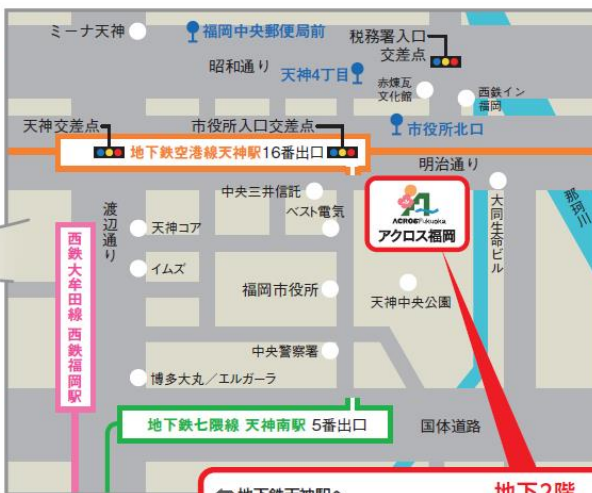 ミーナ天神
福岡中央郵便局前
税務署入口
交差点
昭和通り
天神4丁目
赤煉瓦
文化館
西鉄イン
福岡
天神交差点
市役所入口交差点
市役所北口
地下鉄空港線天神駅16番出口
明治通り
中央三井信託
ベスト電気
ACROS Fukuoka
アクロス福岡
大同生命ビル
那珂川
渡辺通り
天神コア
イムズ
西鉄大牟田線 西鉄福岡駅
福岡市役所
天神中央公園
中央警察署
博多大丸/エルガーラ
地下鉄七隈線 天神南駅 5番出口
国体道路
地下2階